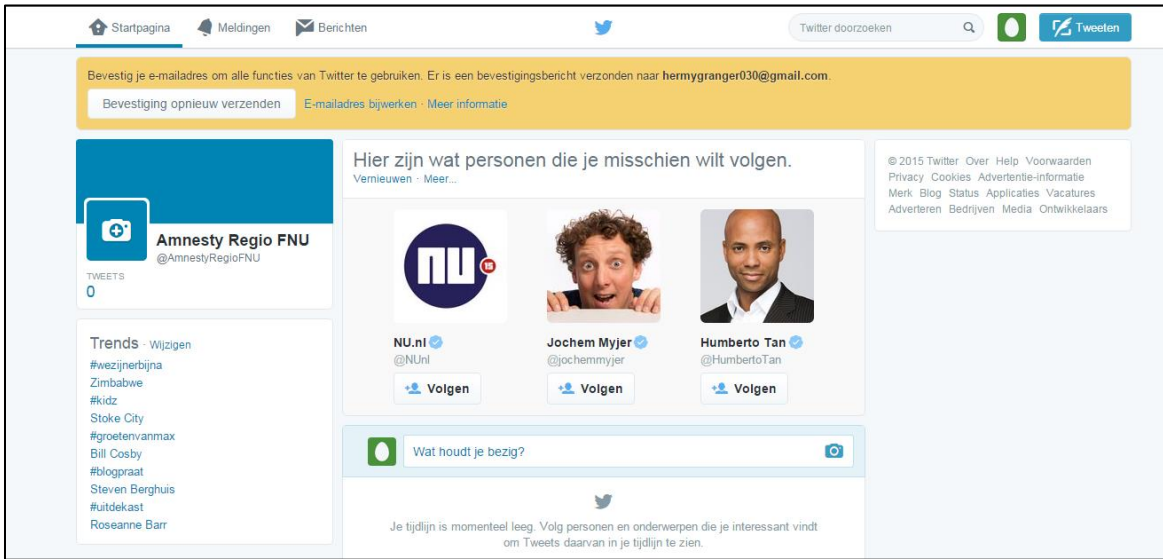 Startpagina Meldingen Berichten Twitter doorzoeken Tweeten
Bevestig je e-mailadres om alle functies van Twitter te gebruiken. Er is een bevestigingsbericht verzonden naar hermygranger030@gmail.com.
Bevestiging opnieuw verzenden E-mailadres bijwerken · Meer informatie
Amnesty Regio FNU
@AmnestyRegioFNU
TWEETS
0
Trends · Wijzigen
#wezijnerbijna
Zimbabwe
#kidz
Stoke City
#groetenvanmax
Bill Cosby
#blogpraat
Steven Berghuis
#uitdekast
Roseanne Barr
Hier zijn wat personen die je misschien wilt volgen.
Vernieuwen · Meer...
NU 15
NU.nl Jochem Myjer Humberto Tan
@NUnl @jochemmyjer @HumbertoTan
Volgen Volgen Volgen
Wat houdt je bezig?
Je tijdlijn is momenteel leeg. Volg personen en onderwerpen die je interessant vindt
om Tweets daarvan in je tijdlijn te zien.
© 2015 Twitter Over Help Voorwaarden
Privacy Cookies Advertentie-informatie
Merk Blog Status Applicaties Vacatures
Adverteren Bedrijven Media Ontwikkelaars